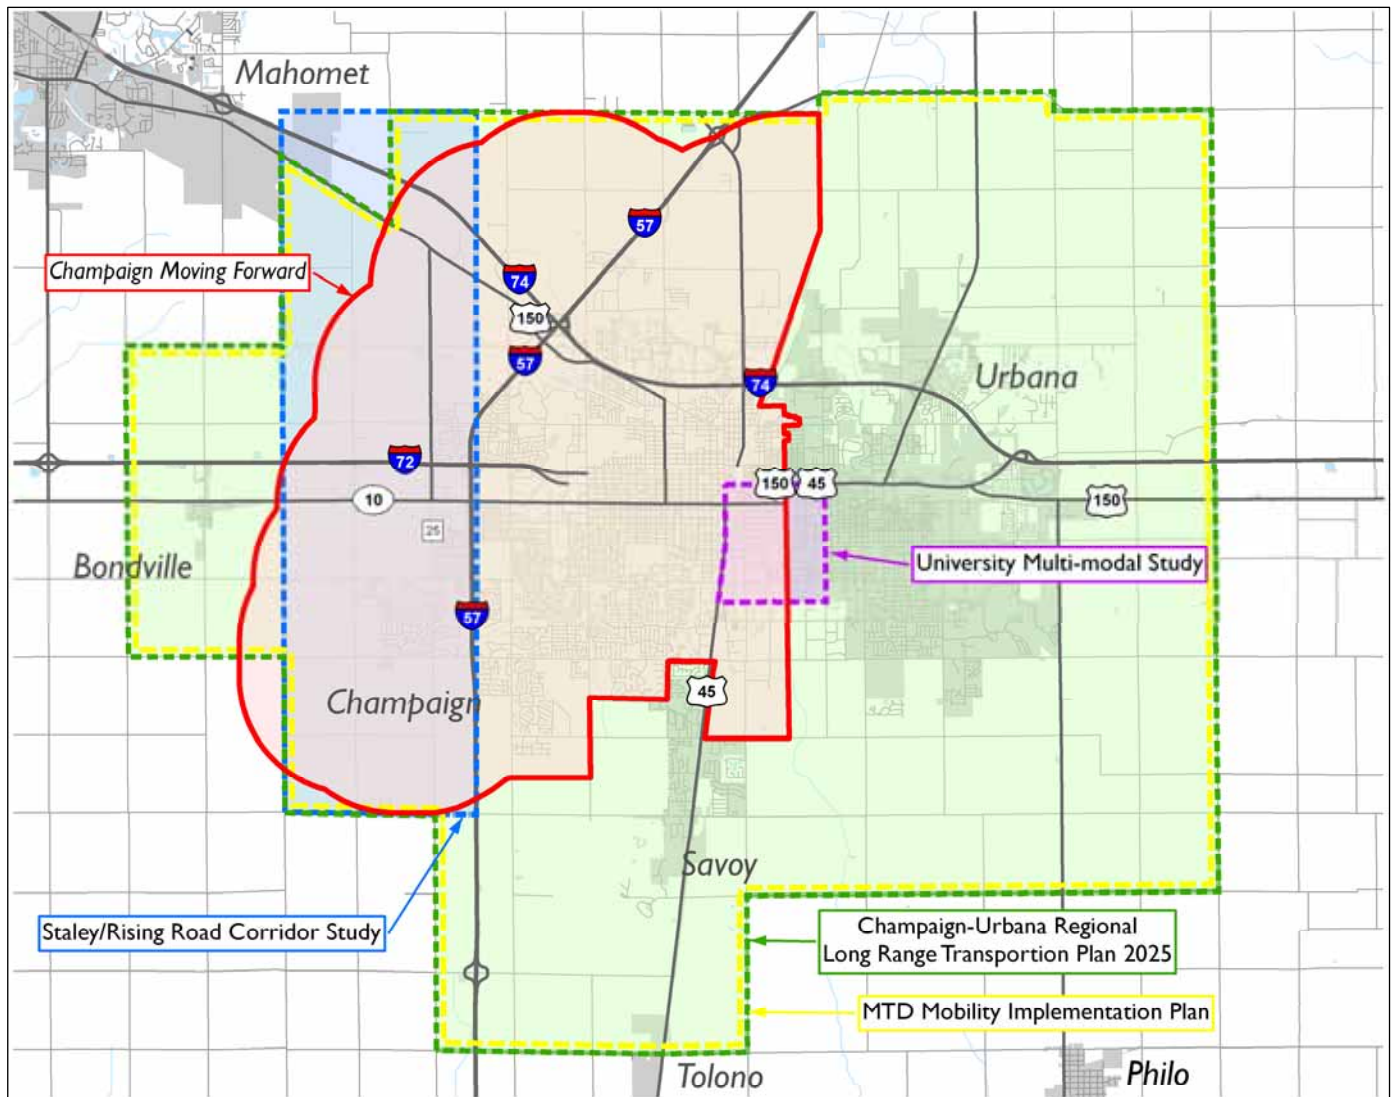 Mahomet
57
Champaign Moving Forward
74
150
57
74
Urbana
72
150
45
10
150
25
Bondville
University Multi-modal Study
57
45
Champaign
Savoy
Staley/Rising Road Corridor Study
Champaign-Urbana Regional
Long Range Transportion Plan 2025
MTD Mobility Implementation Plan
Tolono
Philo